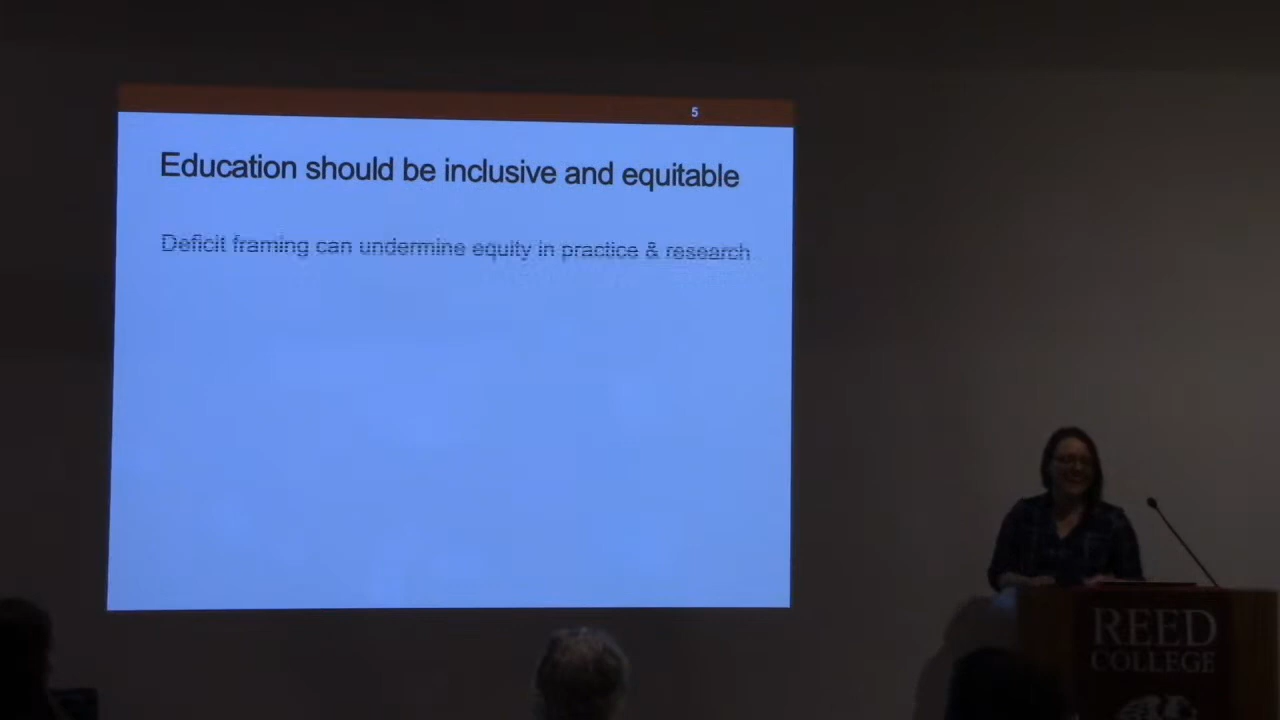 5
Education should be inclusive and equitable
Deficit framing can undermine equity in practice & research
REED
COLLEGE